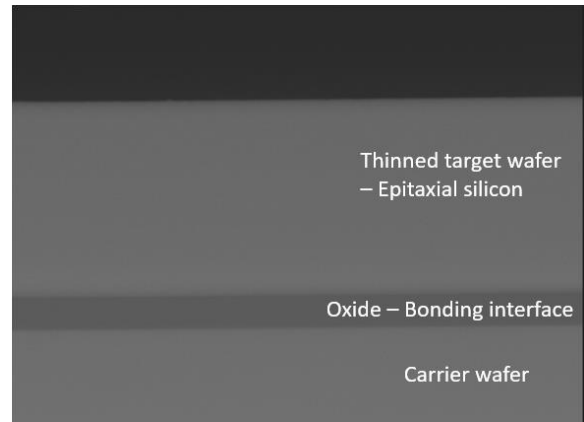 Thinned target wafer
– Epitaxial silicon
Oxide – Bonding interface
Carrier wafer